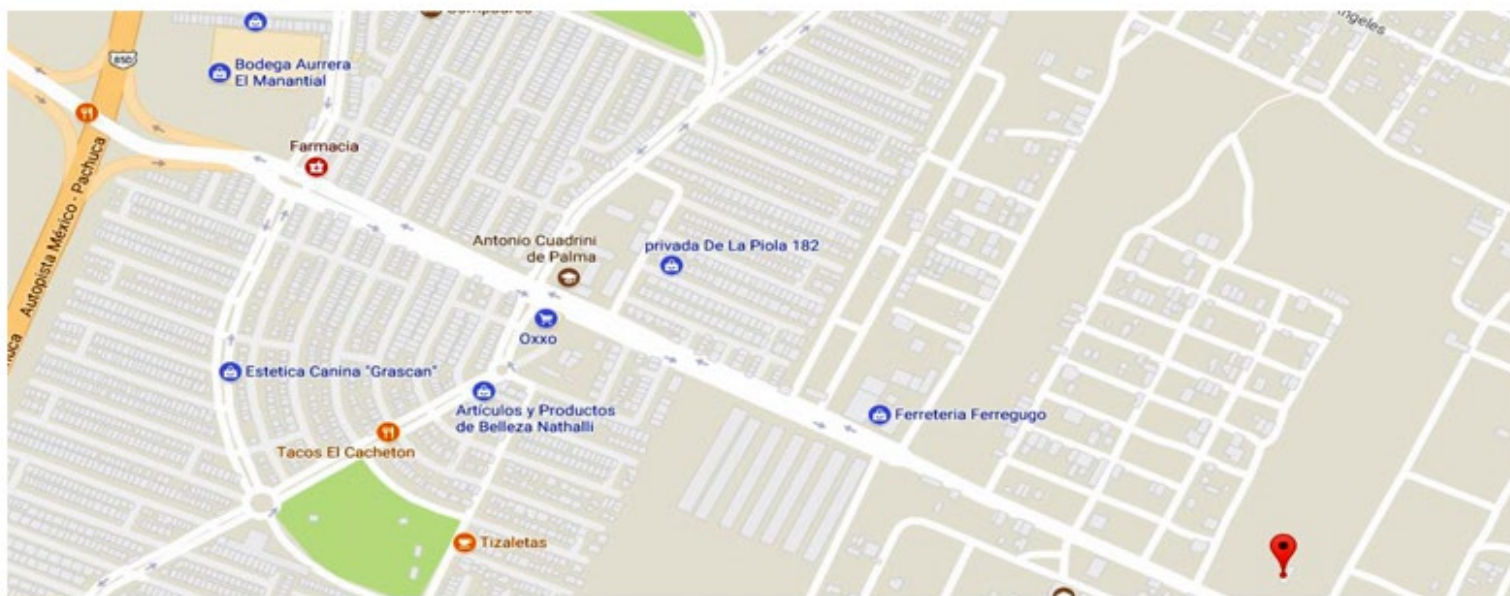 85D
Bodega Aurrera
El Manantial
Farmacia
Autopista México - Pachuca
Antonio Cuadrini
de Palma
privada De La Piola 182
Oxxo
Estetica Canina "Grascan"
Artículos y Productos
de Belleza Nathalli
Ferreteria Ferregugo
Tacos El Cacheton
Tizaletas